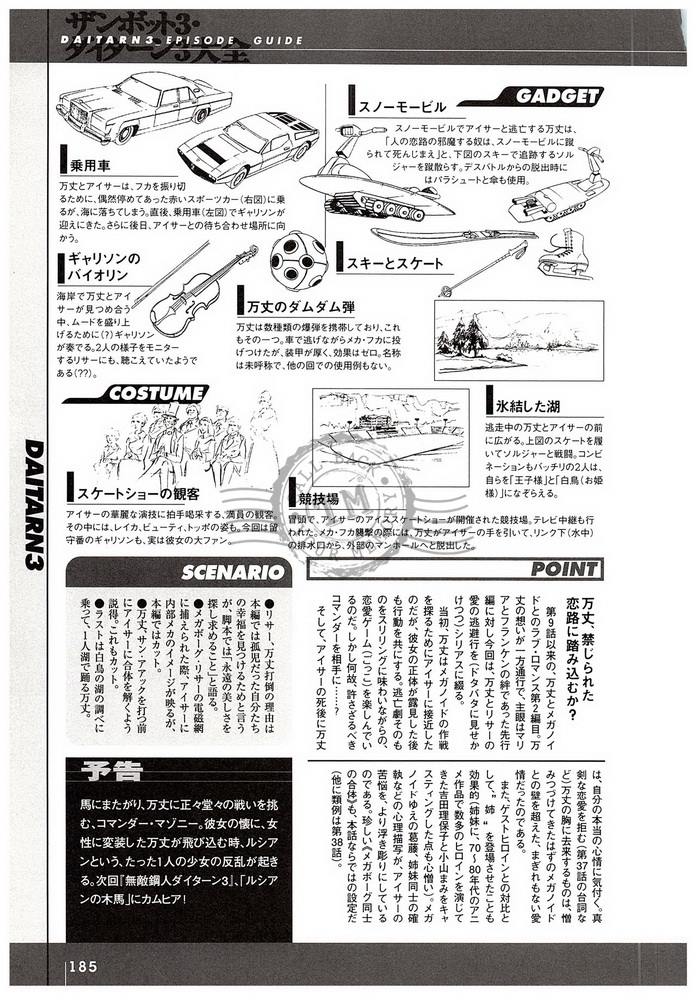 ザンボット3・
ダイターン3大全
DAITARN3 EPISODE GUIDE
GADGET
スノーモービル
スノーモービルでアイザーと逃亡する万丈は、
「人の恋路の邪魔する奴は、スノーモービルに蹴
られて死んじまえ」と、下図のスキーで追跡するソル
ジャーを蹴散らす。デスバトルからの脱出時に
はパラシュートと傘も使用。
乗用車
万丈とアイザーは、フカを振り切
るために、偶然停めてあった赤いスポーツカー(右図)に乗
るが、海に落ちてしまう。直後、乗用車(左図)でギャリソンが
迎えにきた。さらに後日、アイザーとの待ち合わせ場所に向
かう。
ギャリソンの
バイオリン
海岸で万丈とアイ
ザーが見つめ合う
中、ムードを盛り上
げるために(?)ギャリソン
が奏でる。2人の様子をモニター
するリサーにも、聴こえていたようで
ある(??)。
スキーとスケート
万丈のダムダム弾
万丈は数種類の爆弾を携帯しており、これ
もその一つ。車で逃げながらメカ・フカに投
げつけたが、装甲が厚く、効果はゼロ。名称
は未呼称で、他の回での使用例もない。
氷結した湖
逃走中の万丈とアイザーの前
に広がる。上図のスケートを履
いてソルジャーと戦闘。コンビ
ネーションもバッチリの2人は、
自らを「王子様」と「白鳥(お姫
様)」になぞらえる。
COSTUME
スケートショーの観客
アイザーの華麗な演技に拍手喝采する、満員の観客。
その中には、レイカ、ビューティ、トッポの姿も。今回は留
守番のギャリソンも、実は彼女の大ファン。
競技場
冒頭で、アイザーのアイススケートショーが開催された競技場。テレビ中継も行
われた。メカ・フカ襲撃の際には、万丈がアイザーの手を引いて、リンク下(水中)
の排水口から、外部のマンホールへと脱出した。
DAITARN3
SCENARIO
●リサー、万丈打倒の理由は
本編では孤児だった自分たち
の幸福を見つけるためと言う
が、脚本では「永遠の美しさを
探し求めること」と語る。
●メガボーグ・リサーの電磁網
に捕えられた際、アイザーに
内部メカのイメージが映るが、
本編ではカット。
●万丈、サン・アタックを打つ前
にアイザーに合体を解くよう
説得。これもカット。
●ラストは白鳥の湖の調べに
乗って、1人湖で踊る万丈。
POINT
万丈、禁じられた
恋路に踏み込むか?
第9話以来の、万丈とメガノイ
ドとのラブ・ロマンス第2編目。万
丈の想いが一方通行で、主眼はマリ
アとフランケンの絆であった先行
編に対し今回は、万丈とリサーの
愛の逃避行を(ドタバタに見せか
けつつ)シリアスに綴る。
当初、万丈はメガノイドの作戦
を探るためにアイザーに接近した
のだが、彼女の正体が露見した後
も行動を共にする。逃亡劇そのも
のをスリリングに味わいながらの、
恋愛ゲーム(ごっこ)を楽しんでい
るのだ。しかし何故、許さざるべき
コマンダーを相手に……?
そして、アイザーの死後に万丈
は、自分の本当の心情に気付く。真
剣な恋愛を拒む(第37話の台詞な
ど)万丈の胸に去来するものは、憎
みつづけてきたはずのメガノイド
との壁を超えた、まぎれもない愛
情だったのである。
また、ゲストヒロインとの対比と
して、〝姉〟を登場させたことも
効果的(姉妹に、70~80年代のアニ
メ作品で数多のヒロインを演じて
きた吉田理保子と小山まみをキャ
スティングした点も心憎い)。メガ
ノイドゆえの葛藤、姉妹同士の確
執などの心理描写が、アイザーの
苦悩を、より浮き彫りにしている
のである。珍しい《メガボーグ同士
の合体》も、本話ならではの設定だ
(他に類例は第38話)。
予告
馬にまたがり、万丈に正々堂々の戦いを挑
む、コマンダー・マゾニー。彼女の懐に、女
性に変装した万丈が飛び込む時、ルシア
ンという、たった1人の少女の反乱が起き
る。次回『無敵鋼人ダイターン3』、「ルシアン
の木馬」にカムヒア!
185